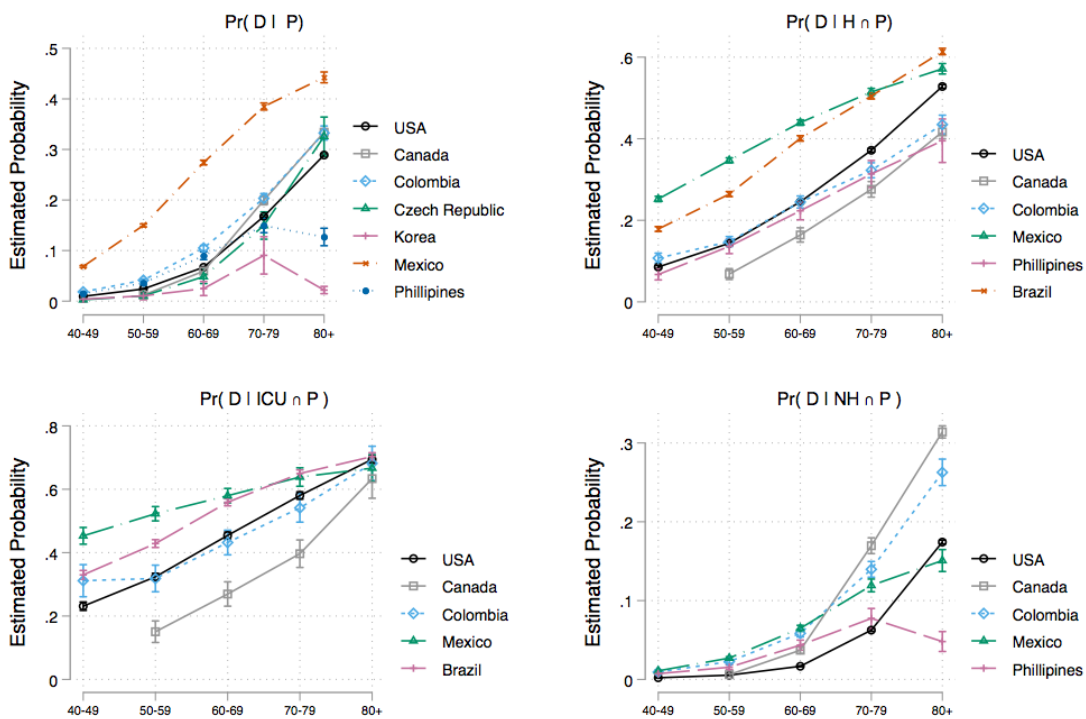 Pr( D | P)
Estimated Probability
.5
.4
.3
.2
.1
0
40-49
50-59
60-69
70-79
80+
USA
Canada
Colombia
Czech Republic
Korea
Mexico
Phillipines
Pr( D | H ∩ P)
Estimated Probability
.6
.4
.2
0
40-49
50-59
60-69
70-79
80+
USA
Canada
Colombia
Mexico
Phillipines
Brazil
Pr( D | ICU ∩ P )
Estimated Probability
.8
.6
.4
.2
0
40-49
50-59
60-69
70-79
80+
USA
Canada
Colombia
Mexico
Brazil
Pr( D | NH ∩ P )
Estimated Probability
.3
.2
.1
0
40-49
50-59
60-69
70-79
80+
USA
Canada
Colombia
Mexico
Phillipines